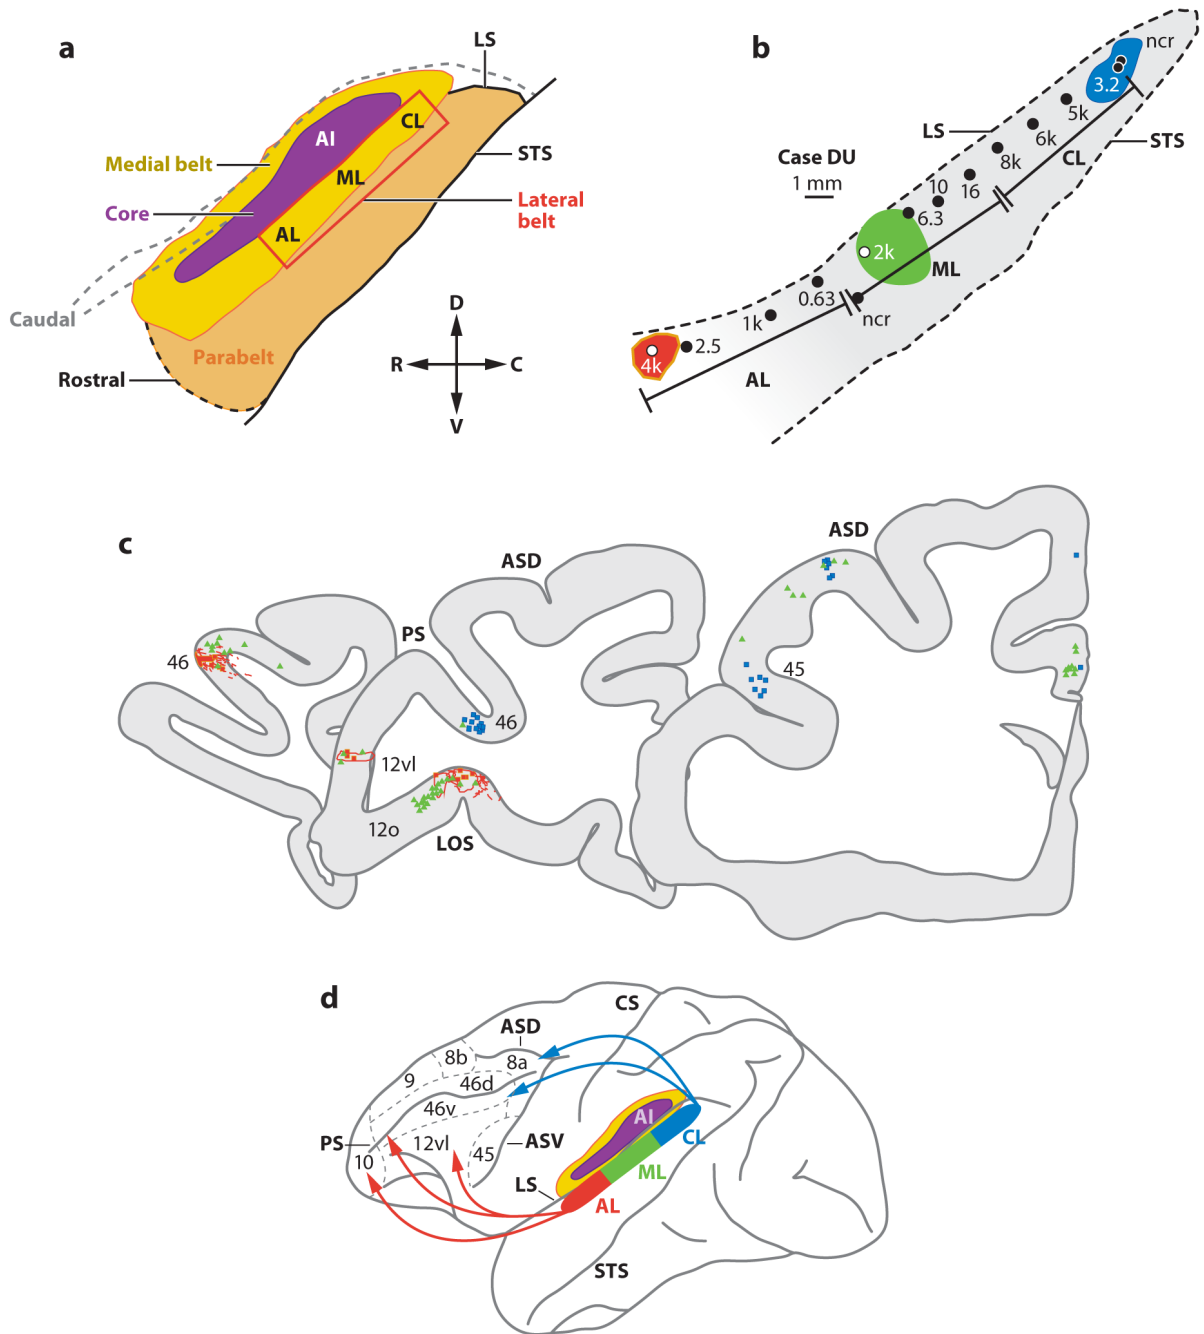 a
LS
CL
AI
STS
Medial belt
ML
Core
Lateral
belt
AL
Caudal
D
Parabelt
R
C
Rostral
V
b
ncr
3.2
5k
LS
6k
STS
Case DU
8k
CL
1 mm
10
16
6.3
2k
ML
0.63
ncr
1k
2.5
4k
AL
c
ASD
ASD
PS
46
45
46
12vl
12o
LOS
d
CS
ASD
8b
8a
9
46d
46v
AI
PS
12vl
ASV
CL
10
45
ML
LS
AL
STS